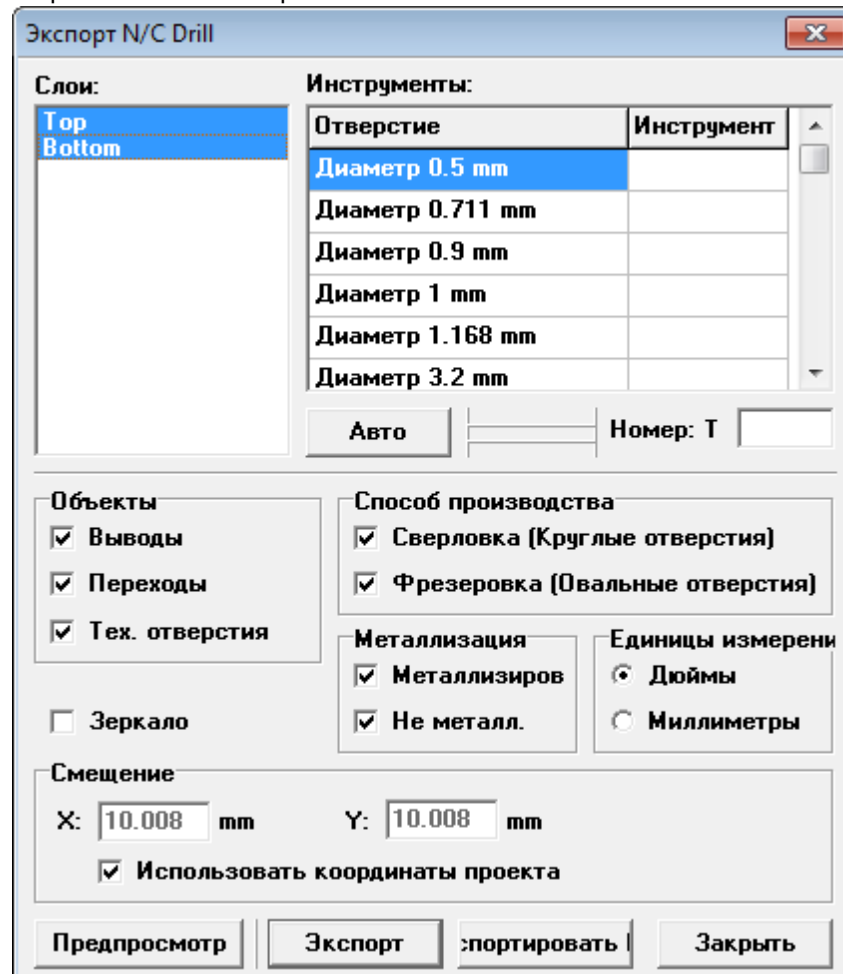 Экспорт N/C Drill
Слои:
Top
Bottom
Инструменты:
Отверстие Инструмент
Диаметр 0.5 mm
Диаметр 0.711 mm
Диаметр 0.9 mm
Диаметр 1 mm
Диаметр 1.168 mm
Диаметр 3.2 mm
Авто
Номер: T
Объекты
Выводы
Переходы
Тех. отверстия
Зеркало
Способ производства
Сверловка (Круглые отверстия)
Фрезеровка (Овальные отверстия)
Металлизация
Металлизиров
Не металл.
Единицы измерени
Дюймы
Миллиметры
Смещение
X: 10.008 mm Y: 10.008 mm
Использовать координаты проекта
Предпросмотр Экспорт спортировать Закрыть